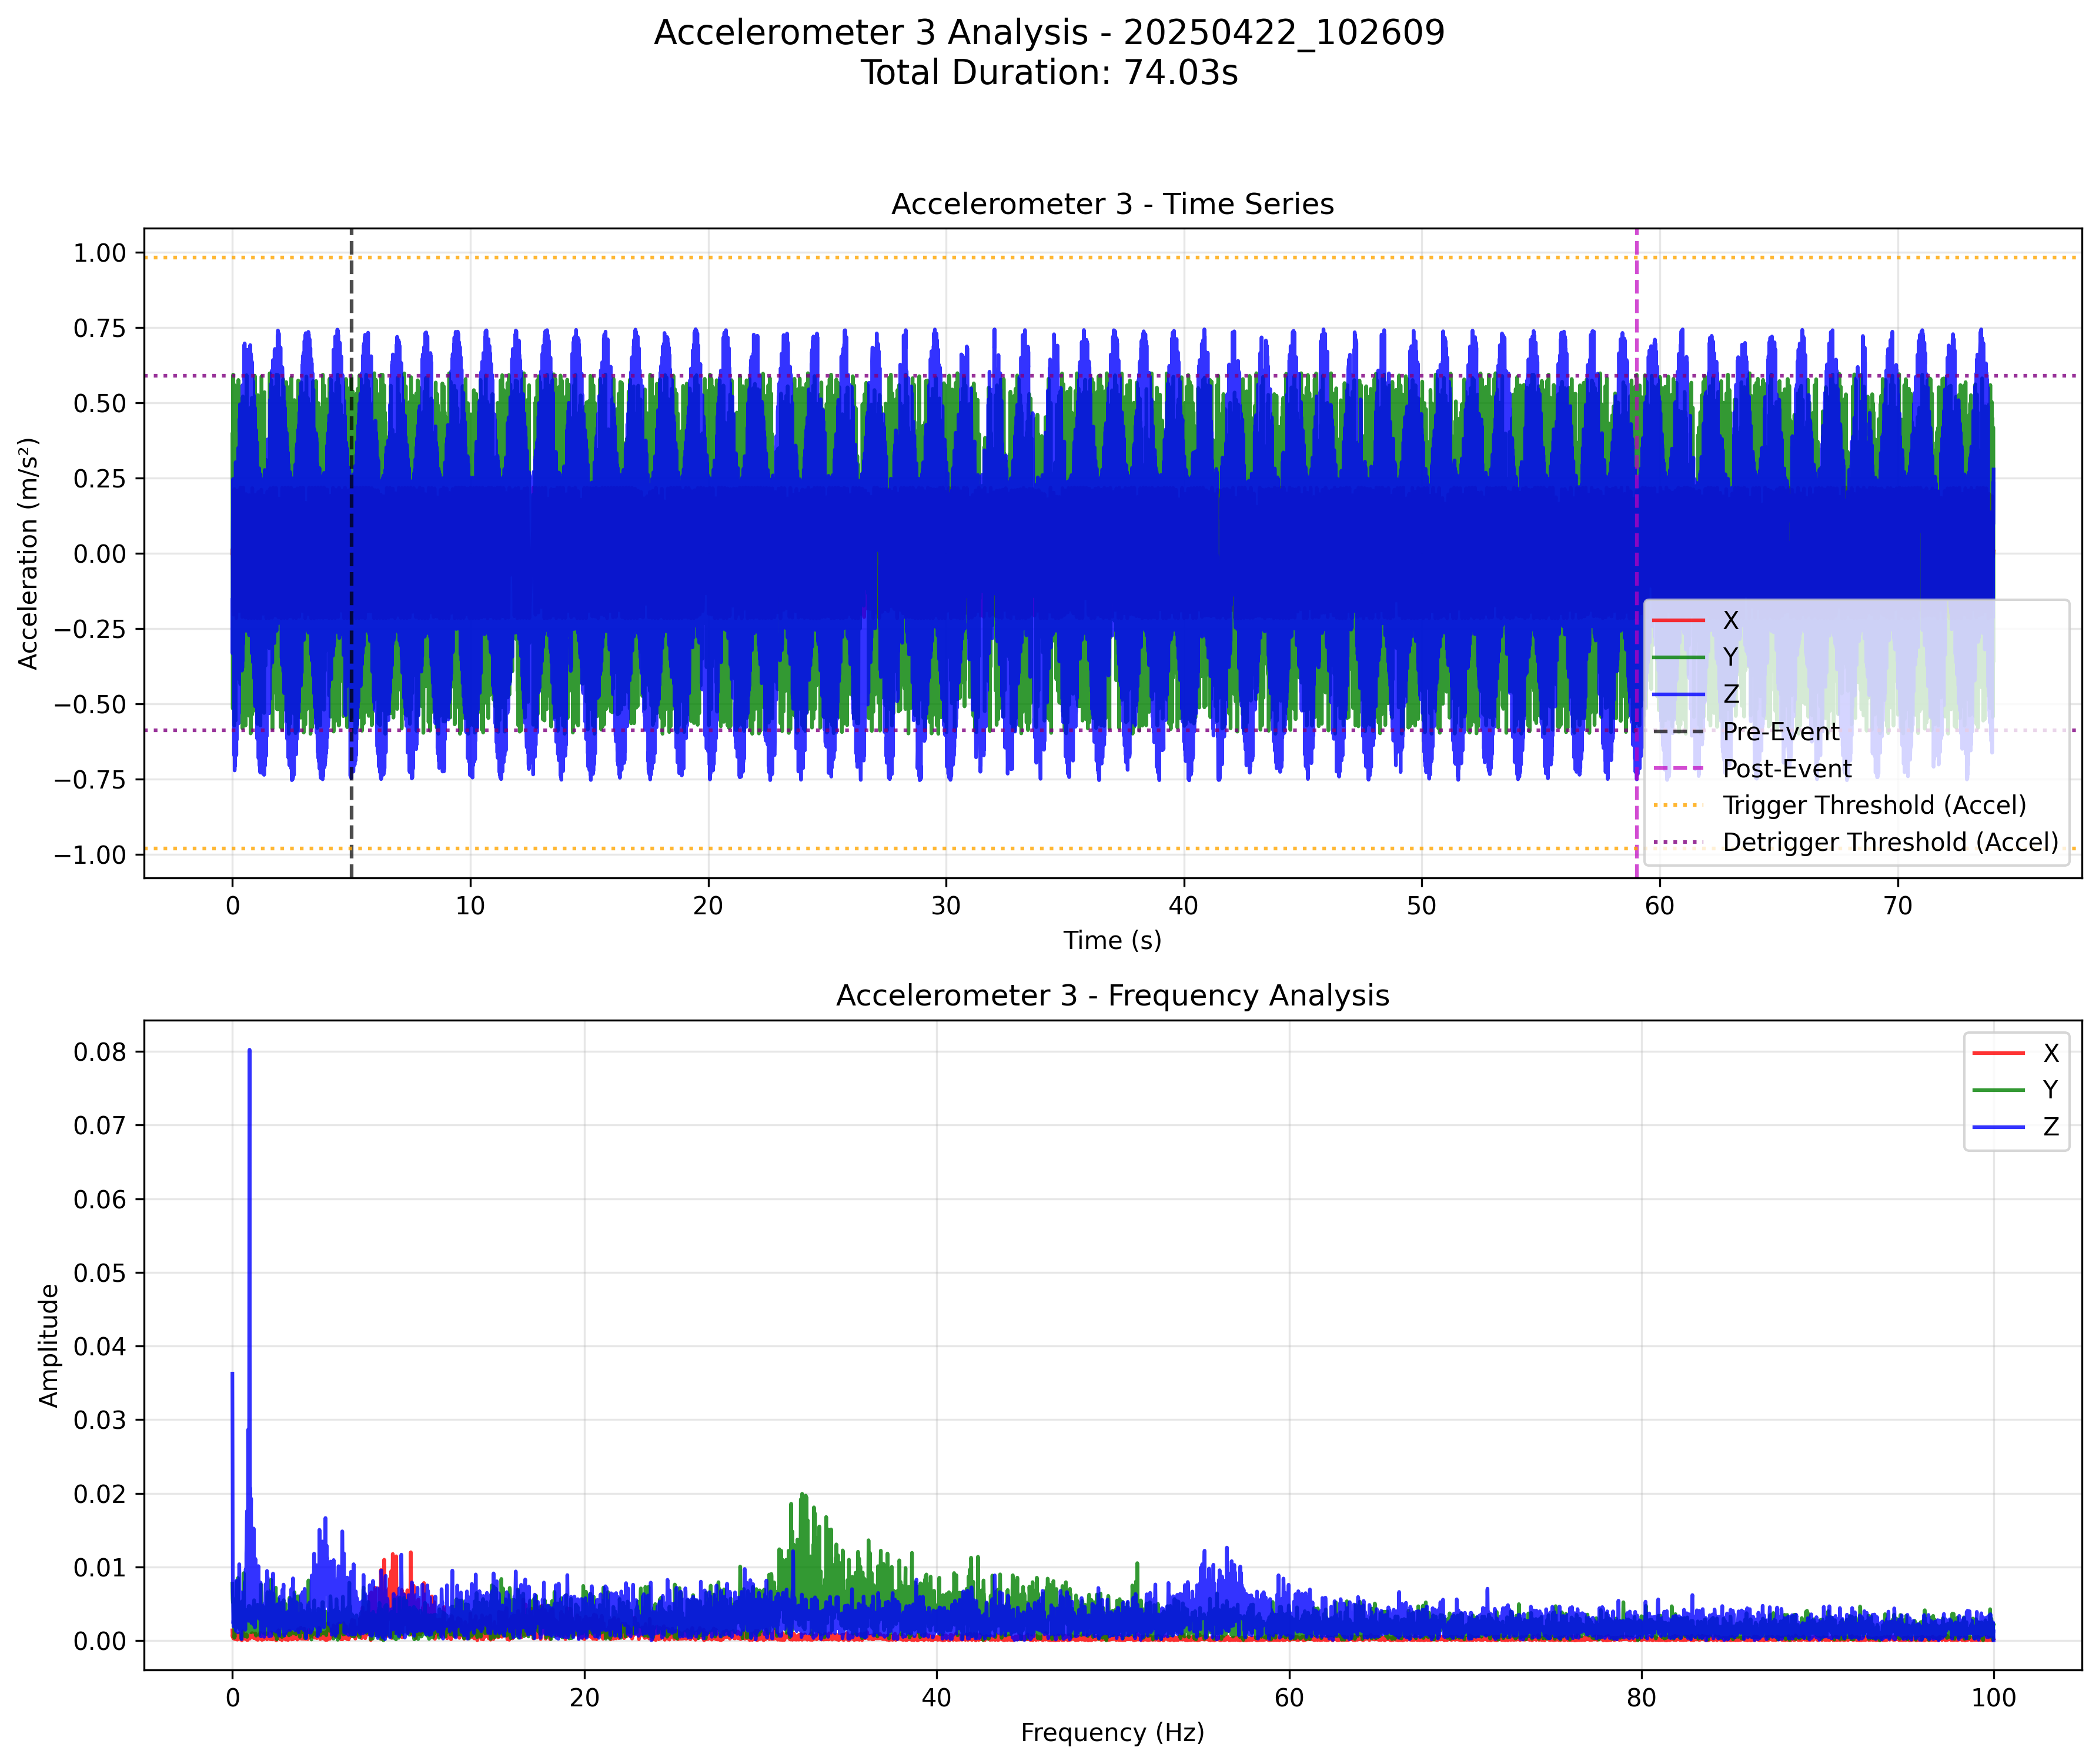 Accelerometer 3 Analysis - 20250422_102609
Total Duration: 74.03s
Accelerometer 3 - Time Series
Acceleration (m/s²)
1.00
0.75
0.50
0.25
0.00
−0.25
−0.50
−0.75
−1.00
X
Y
Z
Pre-Event
Post-Event
Trigger Threshold (Accel)
Detrigger Threshold (Accel)
0 10 20 30 40 50 60 70
Time (s)
Accelerometer 3 - Frequency Analysis
Amplitude
0.08
0.07
0.06
0.05
0.04
0.03
0.02
0.01
0.00
X
Y
Z
0 20 40 60 80 100
Frequency (Hz)